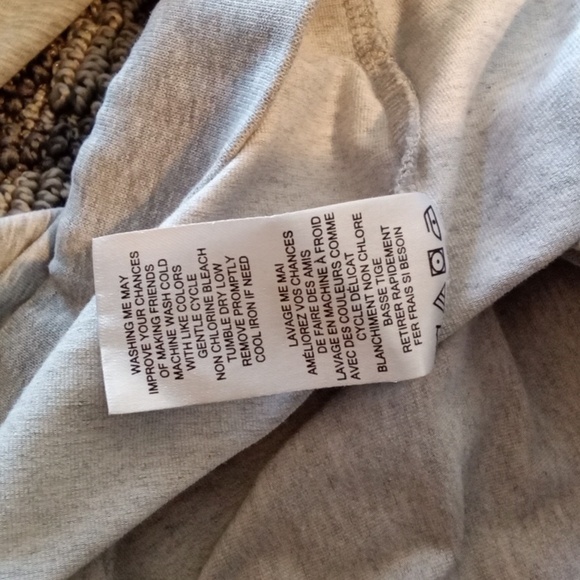 WASHING ME MAY
IMPROVE YOUR CHANCES
OF MAKING FRIENDS
MACHINE WASH COLD
WITH LIKE COLORS
GENTLE CYCLE
NON CHLORINE BLEACH
TUMBLE DRY LOW
REMOVE PROMPTLY
COOL IRON IF NEED
LAVAGE ME MAI
AMÉLIOREZ VOS CHANCES
DE FAIRE DES AMIS
LAVAGE EN MACHINE À FROID
AVEC DES COULEURS COMME
CYCLE DÉLICAT
BLANCHIMENT NON CHLORE
BASSE TIGE
RETIRER RAPIDEMENT
FER FRAIS SI BESOIN